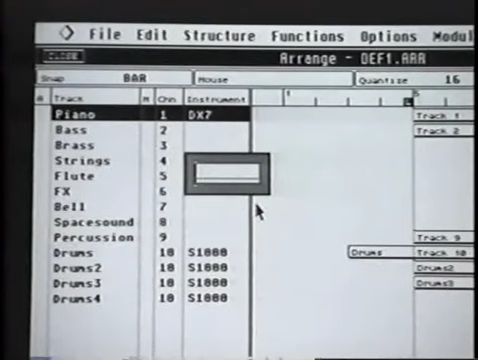 File Edit Structure Functions Options Modul
CLOSE Arrange - DEF1.ARR
Snap BAR Mouse Quantize 16
Track M Chn Instrument 1 5
Piano 1 DX7 Track 1
Bass 2 Track 2
Brass 3
Strings 4
Flute 5
FX 6
Bell 7
Spacesound 8
Percussion 9 Track 9
Drums 10 S1000 Drums Track 10
Drums2 10 S1000 Drums2
Drums3 10 S1000 Drums3
Drums4 10 S1000